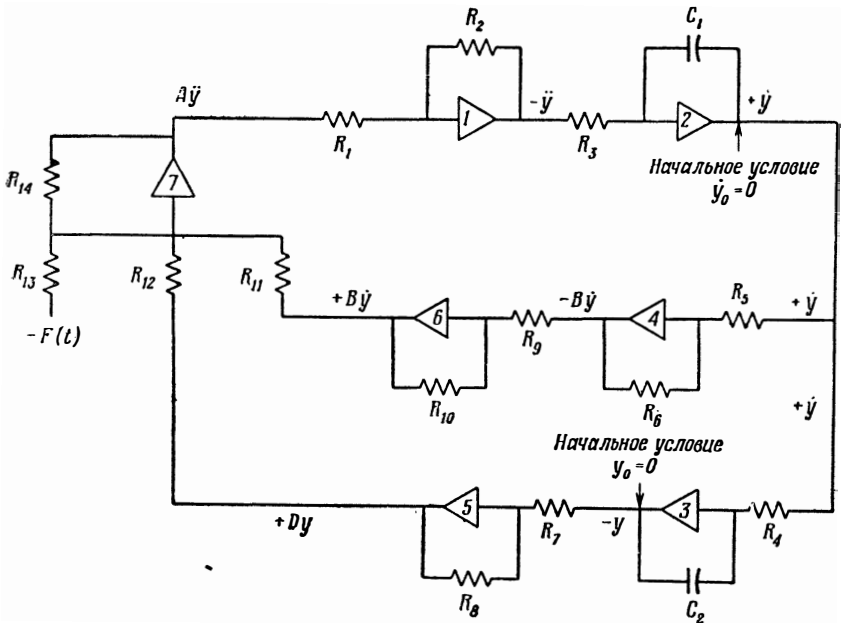 C₁
R₂
Aÿ
-ÿ
+ẏ
1
2
R₁
R₃
Начальное условие
ẏ₀=0
R₁₄
7
R₁₃
R₁₂
R₁₁
-F(t)
+Bẏ
-Bẏ
R₅
+ẏ
6
4
R₉
R₁₀
R₆
+ẏ
Начальное условие
y₀=0
5
3
+Dy
R₇
-y
R₄
R₈
C₂